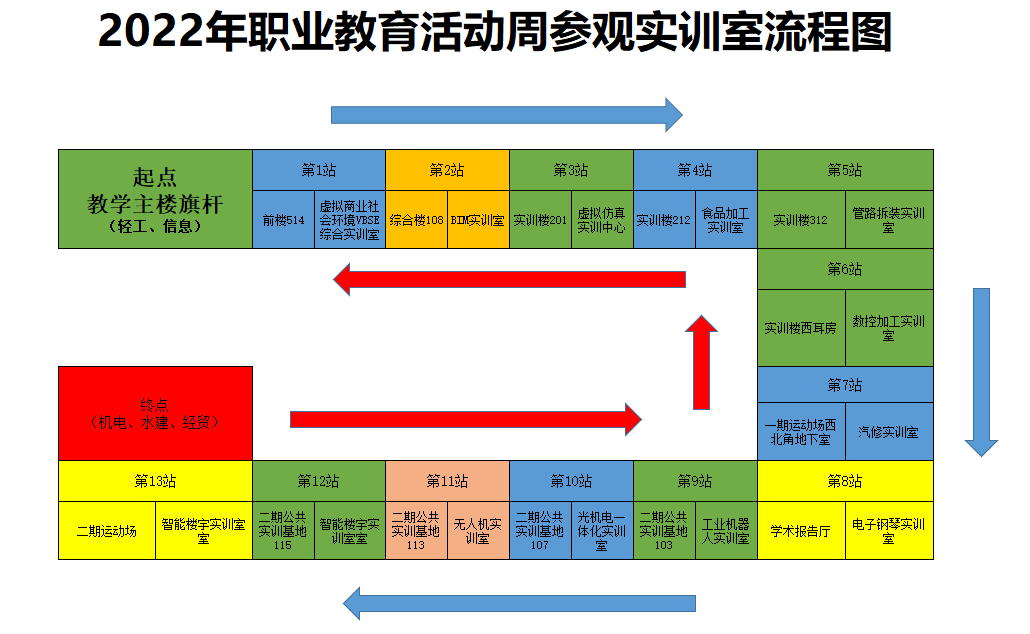 2022年职业教育活动周参观实训室流程图
起点
教学主楼旗杆
（轻工、信息）
第1站
第2站
第3站
第4站
第5站
前楼514
虚拟商业社
会环境VBSE
综合实训室
综合楼108
BIM实训室
实训楼201
虚拟仿真
实训中心
实训楼212
食品加工
实训室
实训楼312
管路拆装实训
室
第6站
实训楼西耳房
数控加工实训
室
终点
（机电、水建、经贸）
第7站
一期运动场西
北角地下室
汽修实训室
第13站
第12站
第11站
第10站
第9站
第8站
二期运动场
智能楼宇实训室
室
二期公共
实训基地
115
智能楼宇实
训室室
二期公共
实训基地
113
无人机实
训室
二期公共
实训基地
107
光机电一
体化实训
室
二期公共
实训基地
103
工业机器
人实训室
学术报告厅
电子钢琴实训
室